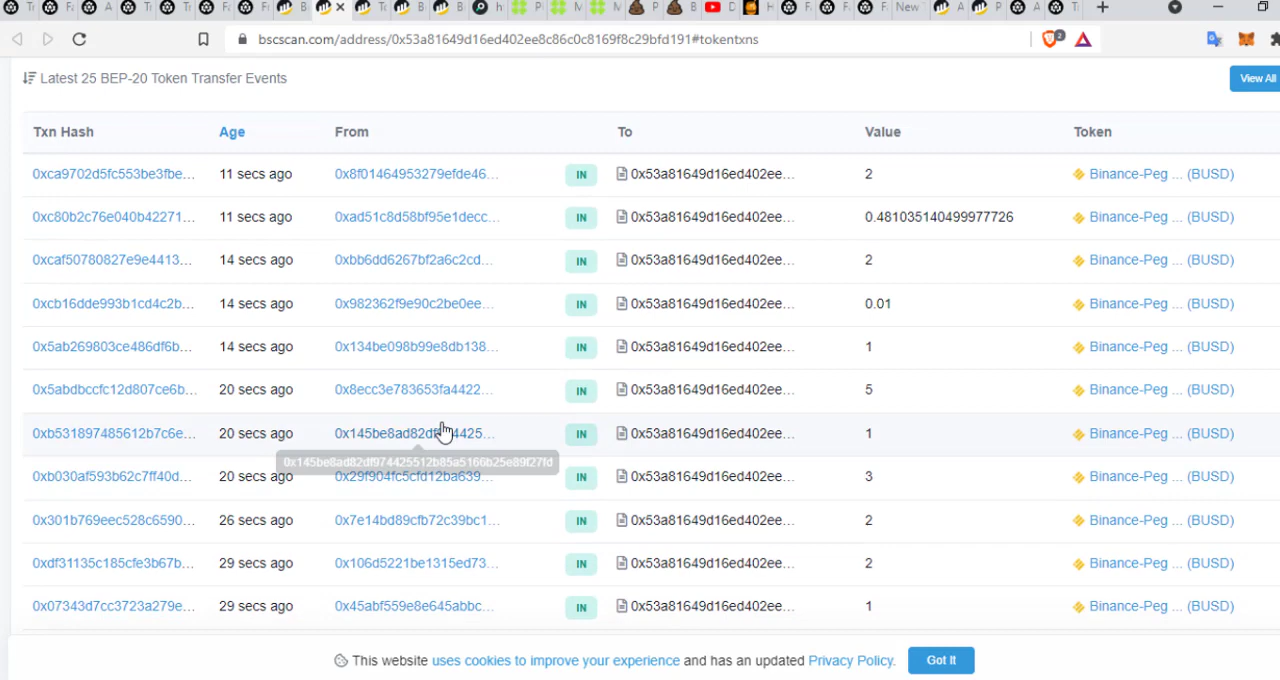 bscscan.com/address/0x53a81649d16ed402ee8c86c0c8169f8c29bfd191#tokentxns
2
Latest 25 BEP-20 Token Transfer Events
View All
Txn Hash Age From To Value Token
0xca9702d5fc553be3fbe... 11 secs ago 0x8f01464953279efde46... IN 0x53a81649d16ed402ee... 2 Binance-Peg ... (BUSD)
0xc80b2c76e040b42271... 11 secs ago 0xad51c8d58bf95e1decc... IN 0x53a81649d16ed402ee... 0.481035140499977726 Binance-Peg ... (BUSD)
0xcaf50780827e9e4413... 14 secs ago 0xbb6dd6267bf2a6c2cd... IN 0x53a81649d16ed402ee... 2 Binance-Peg ... (BUSD)
0xcb16dde993b1cd4c2b... 14 secs ago 0x982362f9e90c2be0ee... IN 0x53a81649d16ed402ee... 0.01 Binance-Peg ... (BUSD)
0x5ab269803ce486df6b... 14 secs ago 0x134be098b99e8db138... IN 0x53a81649d16ed402ee... 1 Binance-Peg ... (BUSD)
0x5abdbccfc12d807ce6b... 20 secs ago 0x8ecc3e783653fa4422... IN 0x53a81649d16ed402ee... 5 Binance-Peg ... (BUSD)
0xb531897485612b7c6e... 20 secs ago IN 0x53a81649d16ed402ee... 1 Binance-Peg ... (BUSD)
0x145be8ad82df974425512b85a5166b25e89f27fd
0xb030af593b62c7ff40d... 20 secs ago 0x29f904fc5cfd12ba639... IN 0x53a81649d16ed402ee... 3 Binance-Peg ... (BUSD)
0x301b769eec528c6590... 26 secs ago 0x7e14bd89cfb72c39bc1... IN 0x53a81649d16ed402ee... 2 Binance-Peg ... (BUSD)
0xdf31135c185cfe3b67b... 29 secs ago 0x106d5221be1315ed73... IN 0x53a81649d16ed402ee... 2 Binance-Peg ... (BUSD)
0x07343d7cc3723a279e... 29 secs ago 0x45abf559e8e645abbc... IN 0x53a81649d16ed402ee... 1 Binance-Peg ... (BUSD)
This website uses cookies to improve your experience and has an updated Privacy Policy. Got It